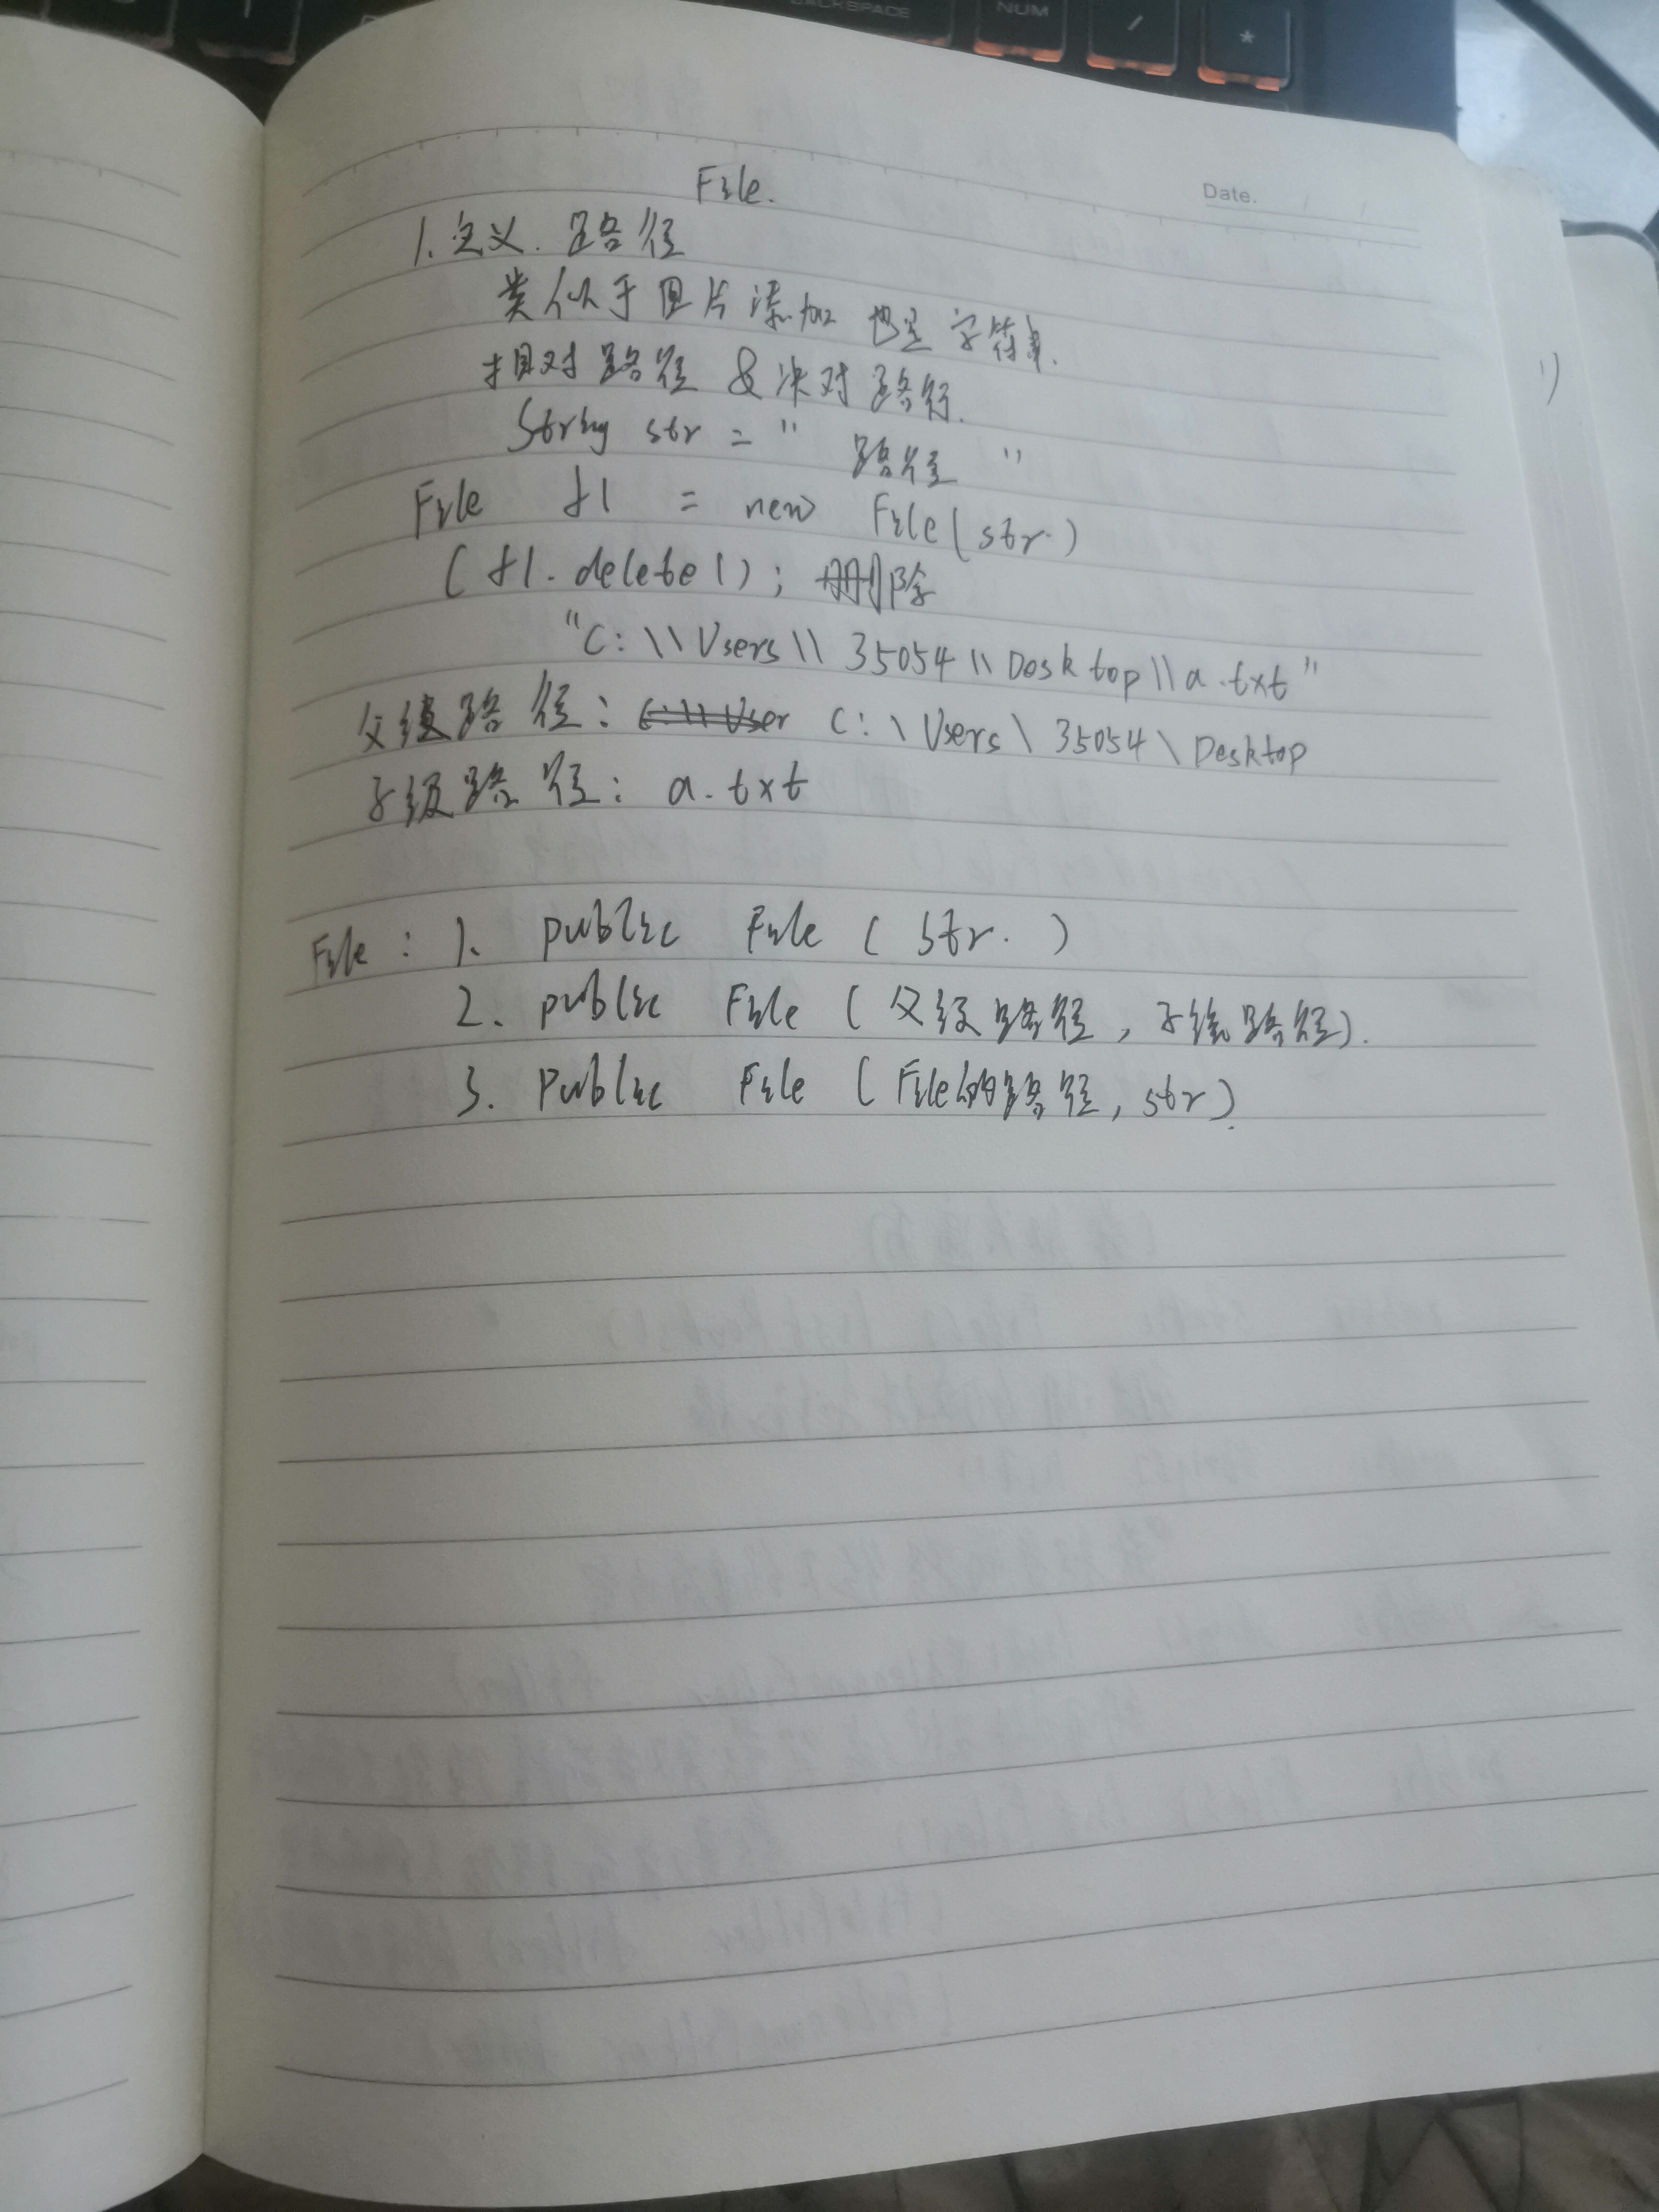 BACKSPACE
NUM
/
*
Date. / /
File.
1. 定义. 路径
类似于图片添加 也是 字符串.
相对路径 & 决对路径.
String str = " 路径 "
File f1 = new File(str.)
(f1.delete()); 删除
"C:\\Users\\35054\\Desktop\\a.txt"
父级路径: C:\\User C:\Users\35054\Desktop
子级路径: a.txt
File: 1. public File (str. )
2. public File (父级路径, 子级路径).
3. Public File (File的路径, str).